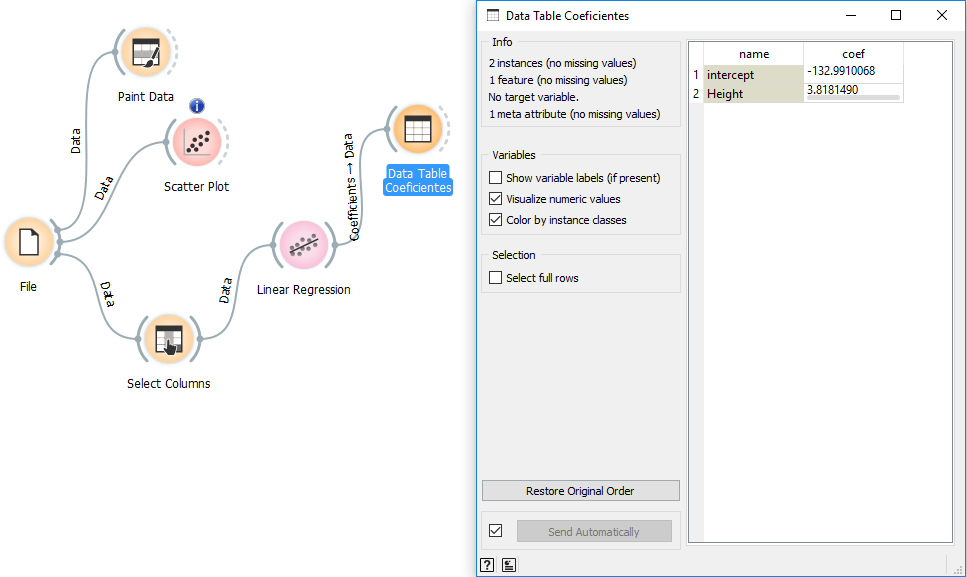 Paint Data
Data
Scatter Plot
Data
File
Data
Select Columns
Data
Linear Regression
Coefficients → Data
Data Table
Coeficientes
Data Table Coeficientes
Info
2 instances (no missing values)
1 feature (no missing values)
No target variable.
1 meta attribute (no missing values)
Variables
Show variable labels (if present)
Visualize numeric values
Color by instance classes
Selection
Select full rows
Restore Original Order
Send Automatically
name coef
1 intercept -132.9910068
2 Height 3.8181490